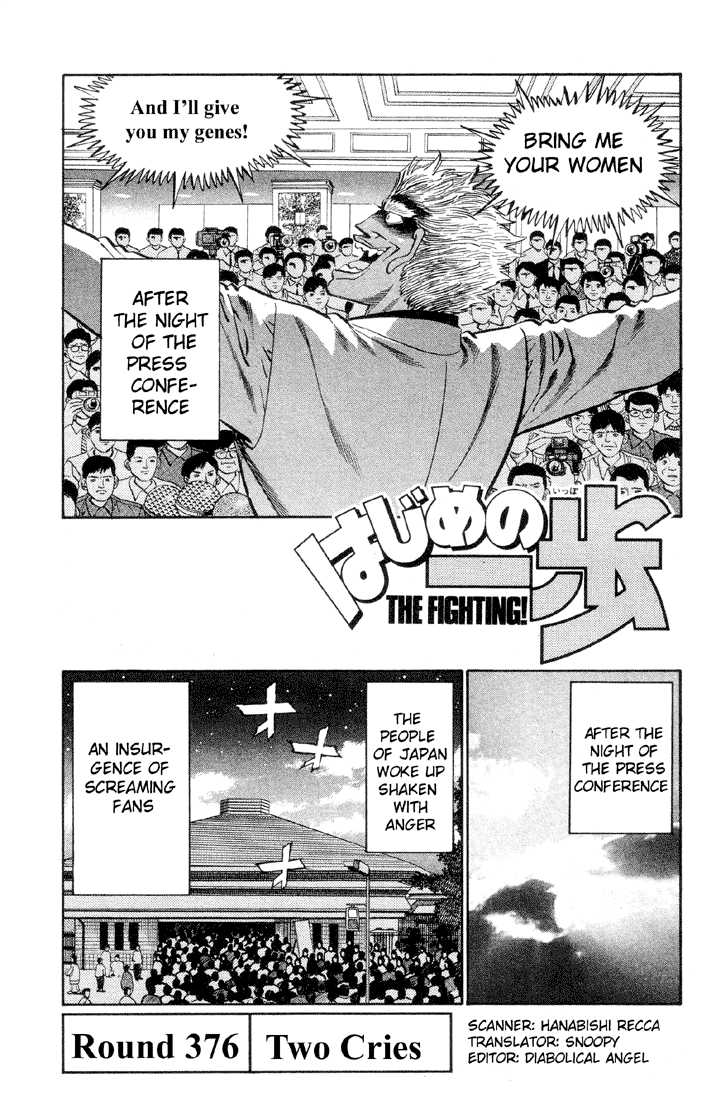 BRING ME
YOUR WOMEN
And I'll give
you my genes!
AFTER
THE NIGHT
OF THE
PRESS
CONFE-
RENCE
いっぽ
はじめの一歩
THE FIGHTING!
AFTER THE
NIGHT OF
THE PRESS
CONFERENCE
THE
PEOPLE
OF JAPAN
WOKE UP
SHAKEN
WITH
ANGER
AN INSUR-
GENCE OF
SCREAMING
FANS
Round 376
Two Cries
SCANNER: HANABISHI RECCA
TRANSLATOR: SNOOPY
EDITOR: DIABOLICAL ANGEL